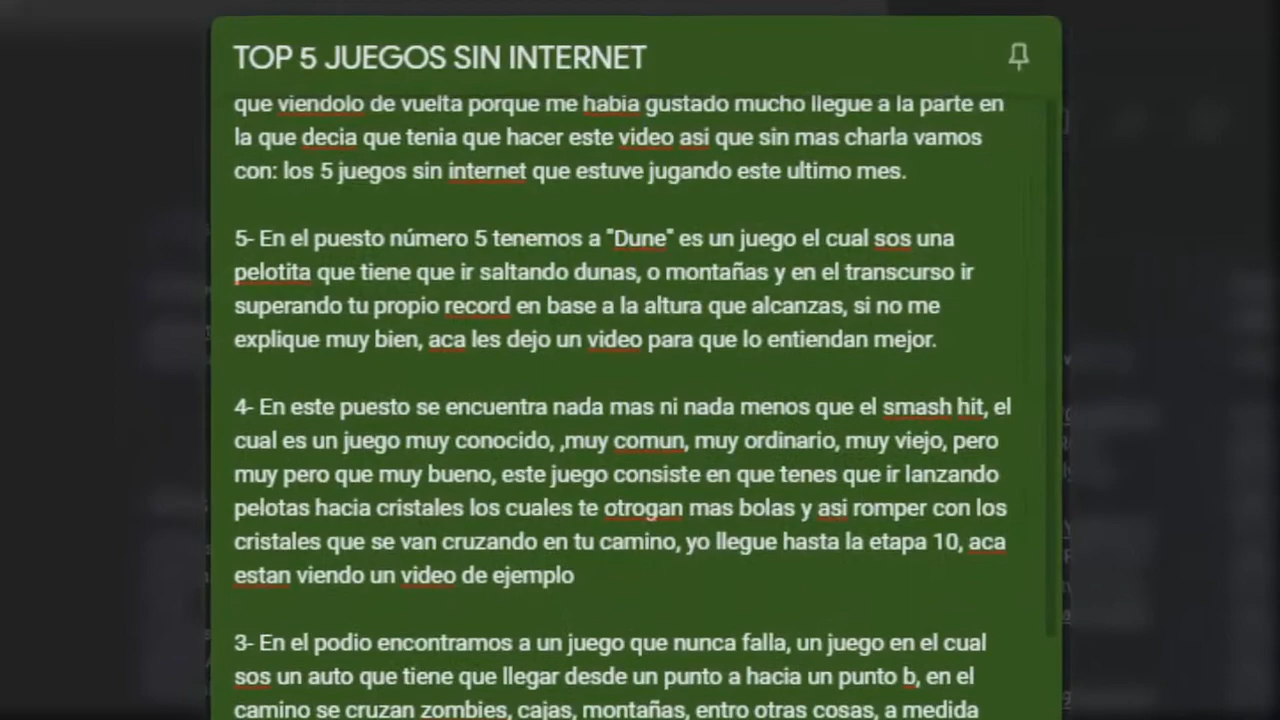 TOP 5 JUEGOS SIN INTERNET
que viendolo de vuelta porque me habia gustado mucho llegue a la parte en
la que decia que tenia que hacer este video asi que sin mas charla vamos
con: los 5 juegos sin internet que estuve jugando este ultimo mes.
5- En el puesto número 5 tenemos a "Dune" es un juego el cual sos una
pelotita que tiene que ir saltando dunas, o montañas y en el transcurso ir
superando tu propio record en base a la altura que alcanzas, si no me
explique muy bien, aca les dejo un video para que lo entiendan mejor.
4- En este puesto se encuentra nada mas ni nada menos que el smash hit, el
cual es un juego muy conocido, ,muy comun, muy ordinario, muy viejo, pero
muy pero que muy bueno, este juego consiste en que tenes que ir lanzando
pelotas hacia cristales los cuales te otrogan mas bolas y asi romper con los
cristales que se van cruzando en tu camino, yo llegue hasta la etapa 10, aca
estan viendo un video de ejemplo
3- En el podio encontramos a un juego que nunca falla, un juego en el cual
sos un auto que tiene que llegar desde un punto a hacia un punto b, en el
camino se cruzan zombies, cajas, montañas, entro otras cosas, a medida